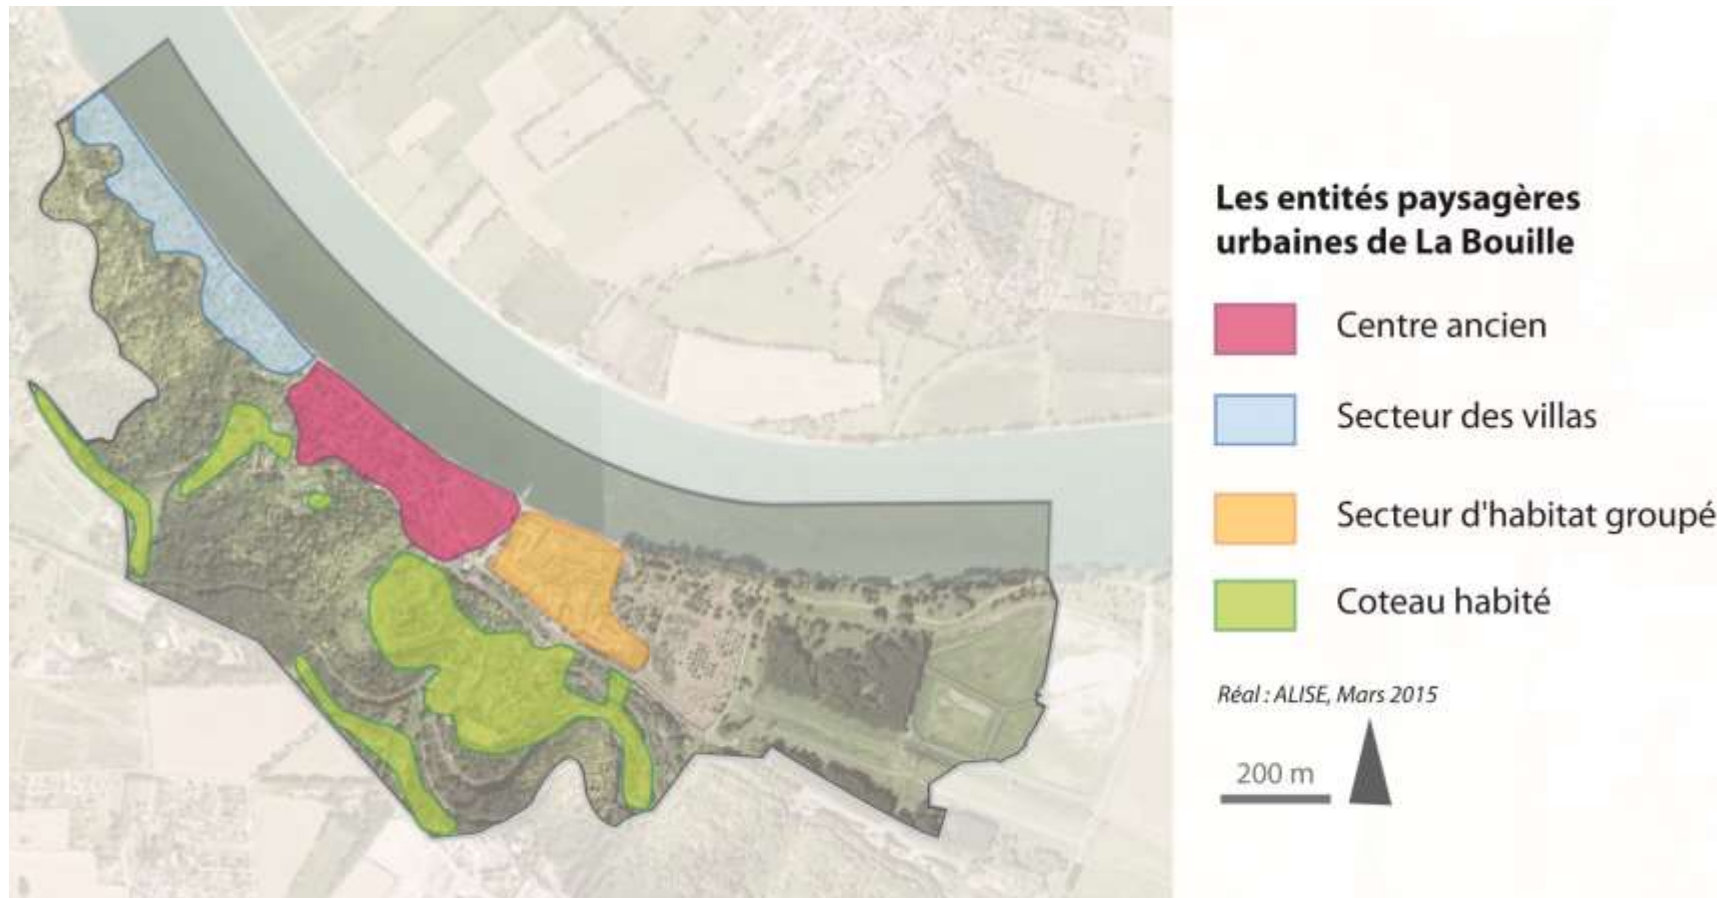 Les entités paysagères
urbaines de La Bouille
Centre ancien
Secteur des villas
Secteur d'habitat groupé
Coteau habité
Réal : ALISE, Mars 2015
200 m